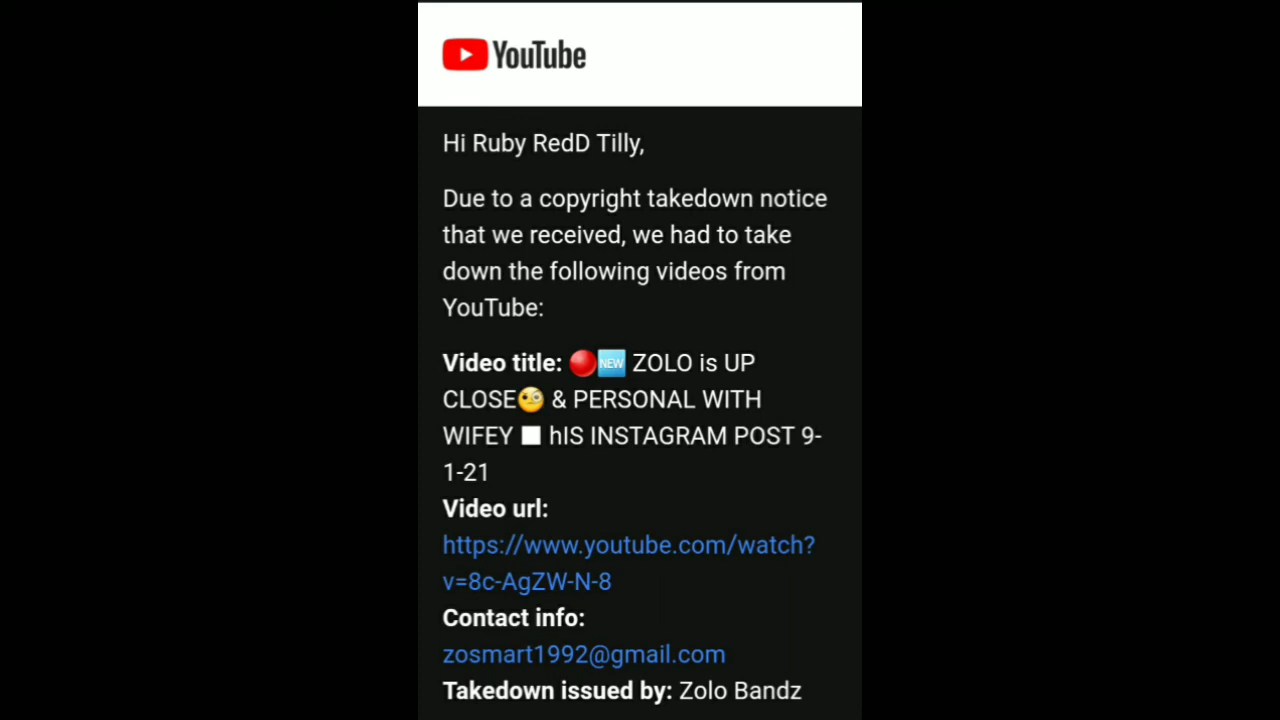 YouTube
Hi Ruby RedD Tilly,
Due to a copyright takedown notice
that we received, we had to take
down the following videos from
YouTube:
Video title: 🔴🆕 ZOLO is UP
CLOSE🧐 & PERSONAL WITH
WIFEY ⬜ hIS INSTAGRAM POST 9-
1-21
Video url:
https://www.youtube.com/watch?
v=8c-AgZW-N-8
Contact info:
zosmart1992@gmail.com
Takedown issued by: Zolo Bandz